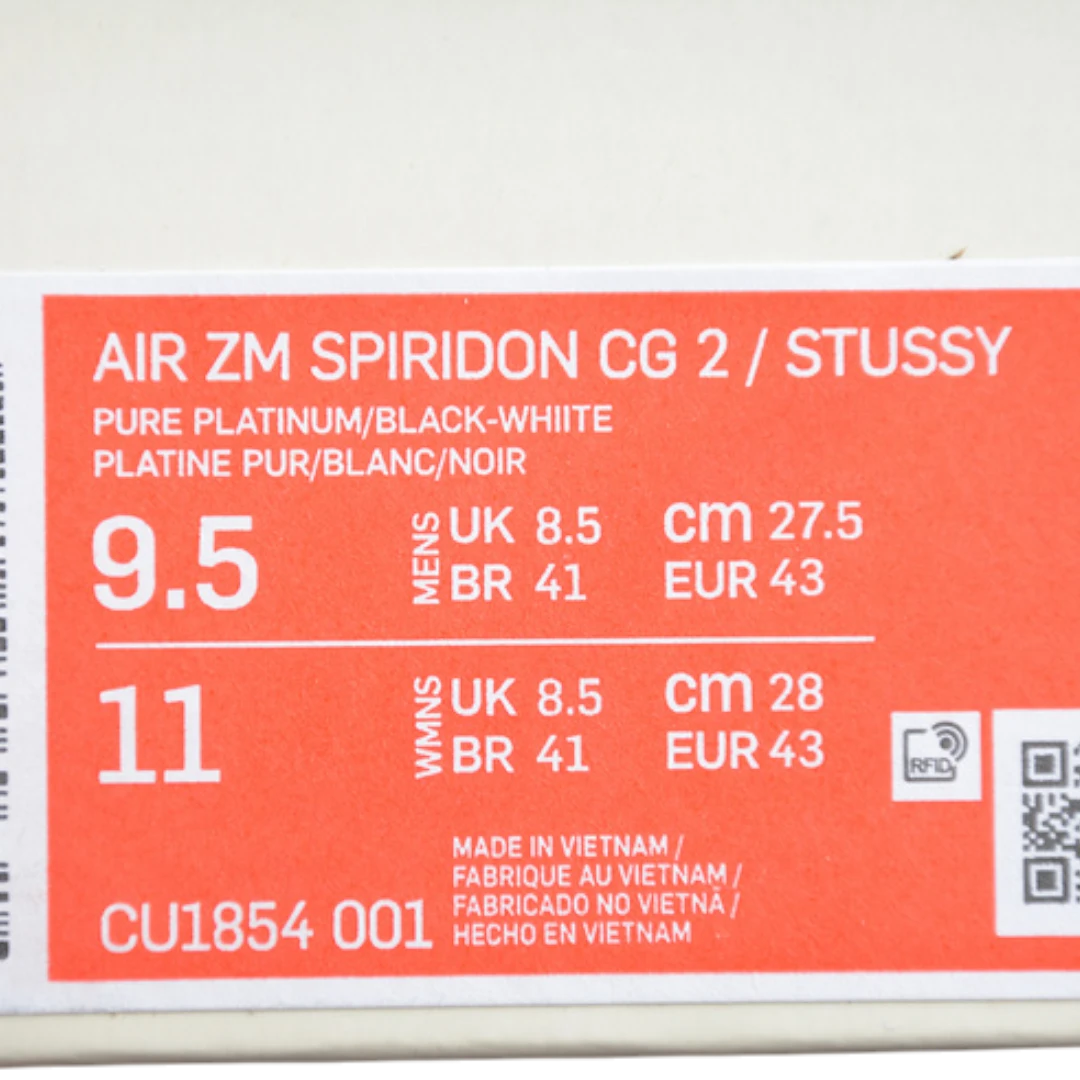 AIR ZM SPIRIDON CG 2 / STUSSY
PURE PLATINUM/BLACK-WHIITE
PLATINE PUR/BLANC/NOIR
9.5 MENS UK 8.5 cm 27.5
BR 41 EUR 43
11 WMNS UK 8.5 cm 28
BR 41 EUR 43
RFID
MADE IN VIETNAM /
FABRIQUE AU VIETNAM /
FABRICADO NO VIETNÃ /
HECHO EN VIETNAM
CU1854 001